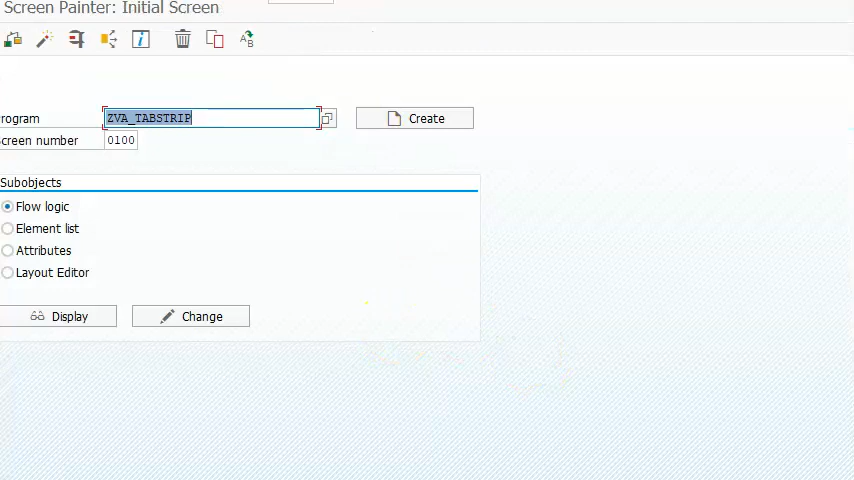 Screen Painter: Initial Screen
rogram ZVA_TABSTRIP Create
Screen number 0100
Subobjects
Flow logic
Element list
Attributes
Layout Editor
Display Change